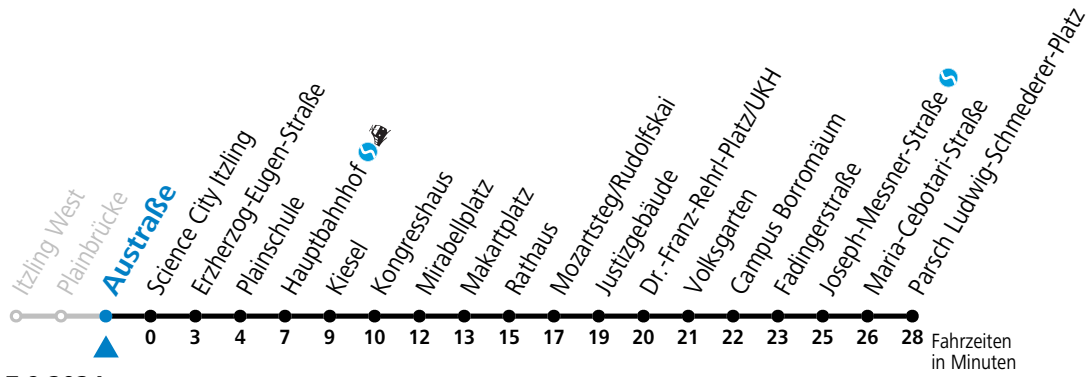 Itzling West
Plainbrücke
Austraße
Science City Itzling
Erzherzog-Eugen-Straße
Plainschule
Hauptbahnhof
Kiesel
Kongresshaus
Mirabellplatz
Makartplatz
Rathaus
Mozartsteg/Rudolfskai
Justizgebäude
Dr.-Franz-Rehrl-Platz/UKH
Volksgarten
Campus Borromäum
Fadingerstraße
Joseph-Messner-Straße
Maria-Cebotari-Straße
Parsch Ludwig-Schmederer-Platz
0 3 4 7 9 10 12 13 15 17 19 20 21 22 23 25 26 28
Fahrzeiten
in Minuten